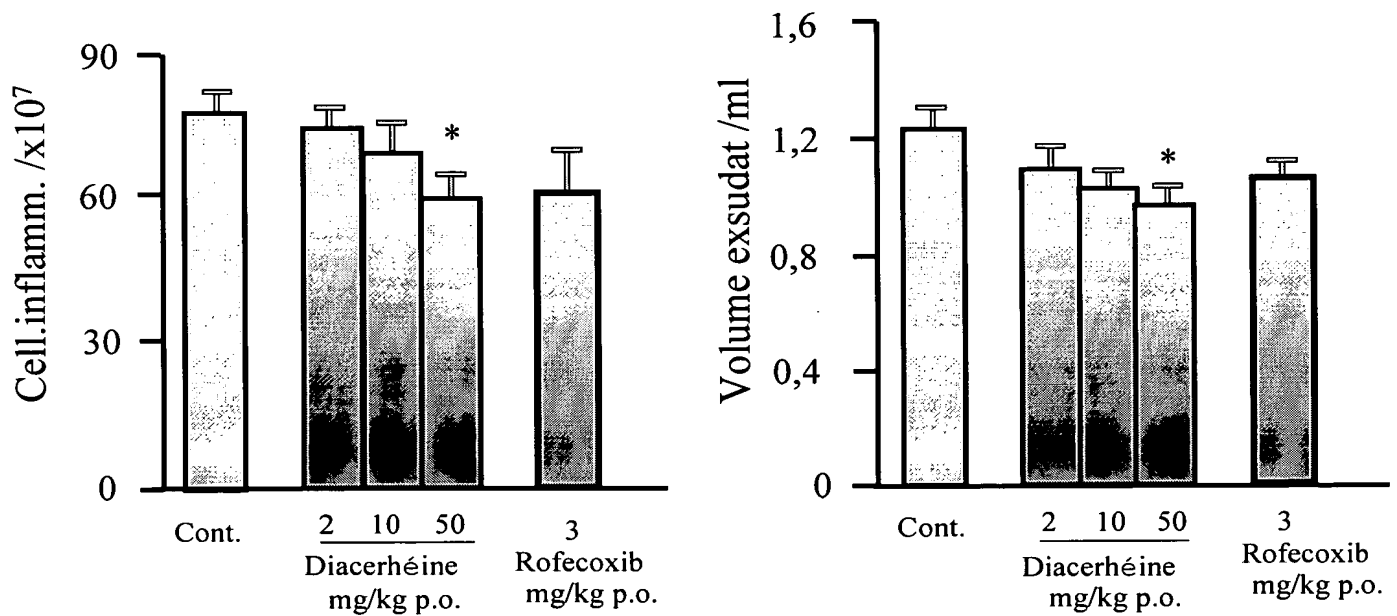 Cell.inflamm. /x10⁷
90
60
30
0
*
Cont.
2 10 50
Diacerhéine
mg/kg p.o.
3
Rofecoxib
mg/kg p.o.
Volume exsudat /ml
1,6
1,2
0,8
0,4
0
*
Cont.
2 10 50
Diacerhéine
mg/kg p.o.
3
Rofecoxib
mg/kg p.o.